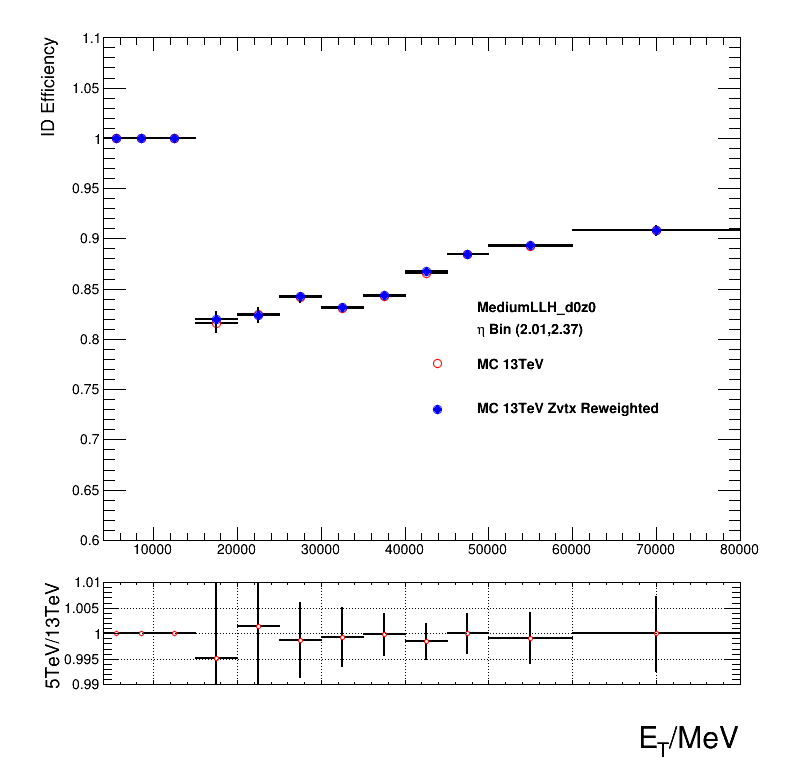 ID Efficiency
1.1
1.05
1
0.95
0.9
0.85
0.8
0.75
0.7
0.65
0.6
MediumLLH_d0z0
η Bin (2.01,2.37)
MC 13TeV
MC 13TeV Zvtx Reweighted
10000 20000 30000 40000 50000 60000 70000 80000
5TeV/13TeV
1.01
1.005
1
0.995
0.99
E_T/MeV